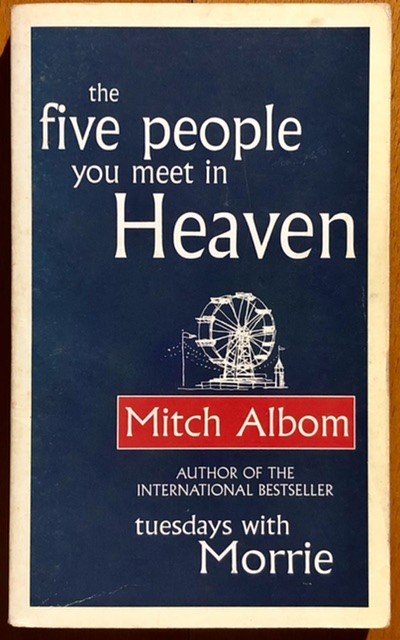 the
five people
you meet in
Heaven
Mitch Albom
AUTHOR OF THE
INTERNATIONAL BESTSELLER
tuesdays with
Morrie